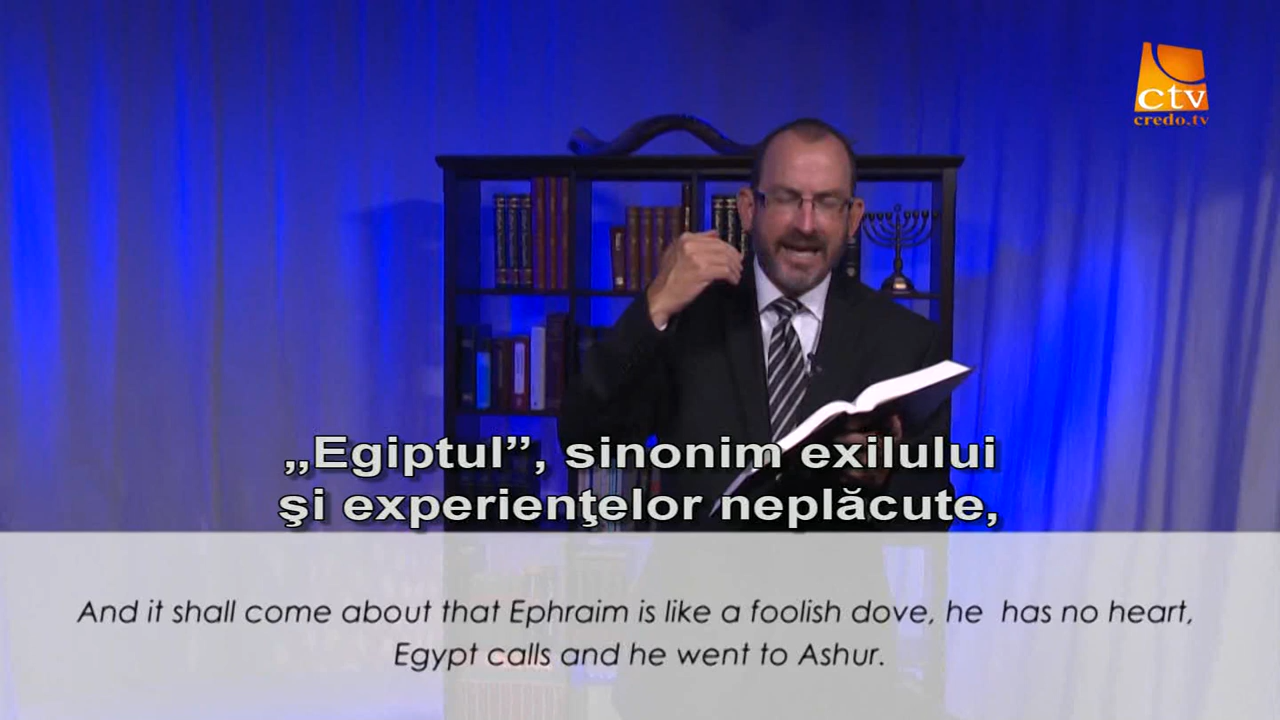 ctv
credo.tv
„Egiptul”, sinonim exilului
şi experienţelor neplăcute,
And it shall come about that Ephraim is like a foolish dove, he has no heart,
Egypt calls and he went to Ashur.